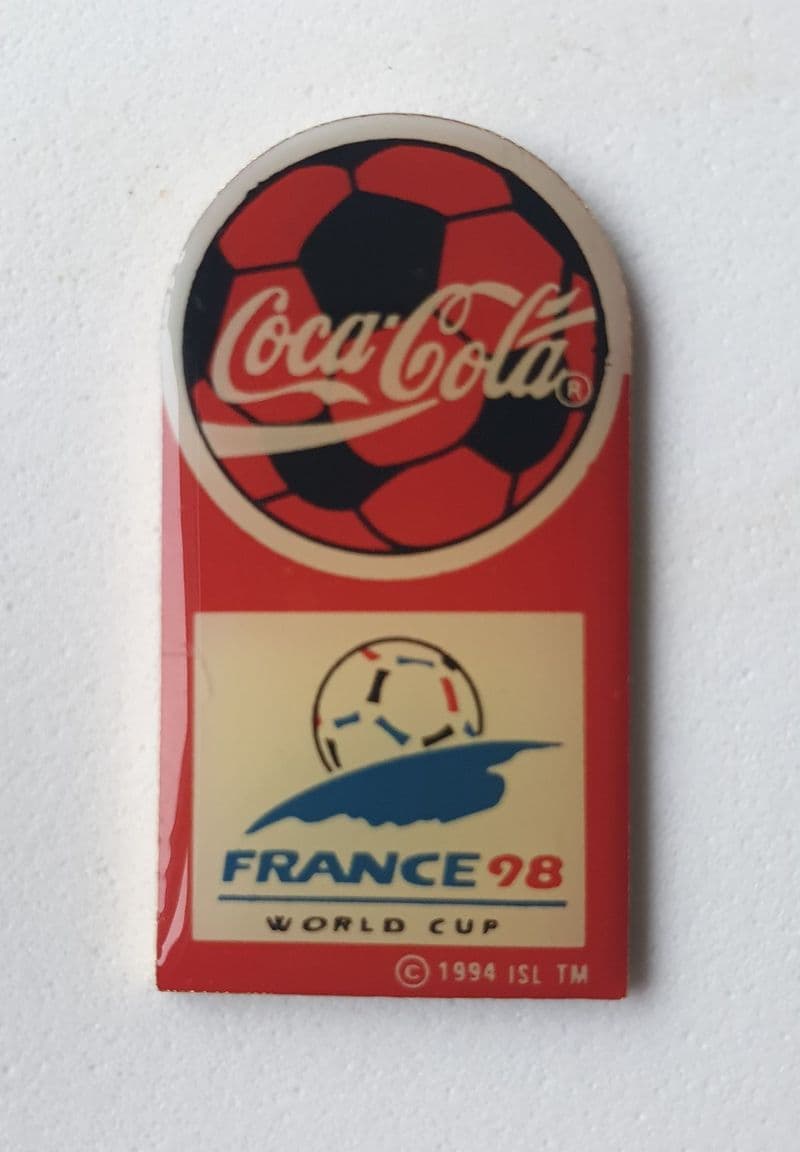 Coca-Cola®
FRANCE 98
WORLD CUP
© 1994 ISL TM